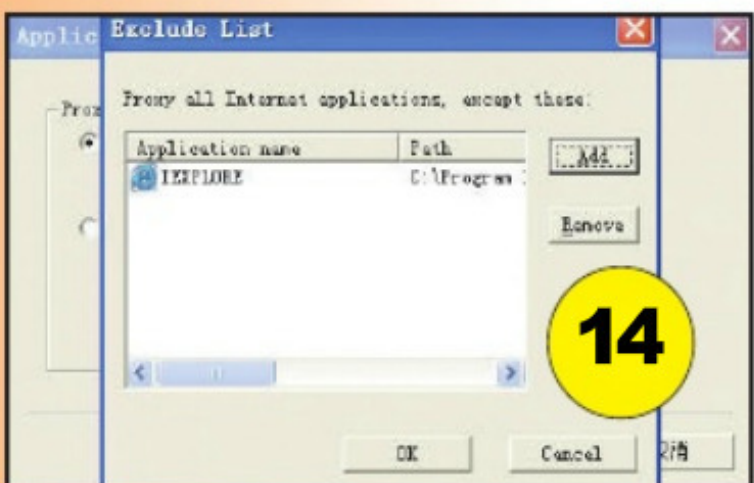 Applic
Exclude List
Proxy all Internet applications, except these:
Prox
Application name
Path
Add
IEXPLORE
C:\Program
Remove
14
OK
Cancel
取消